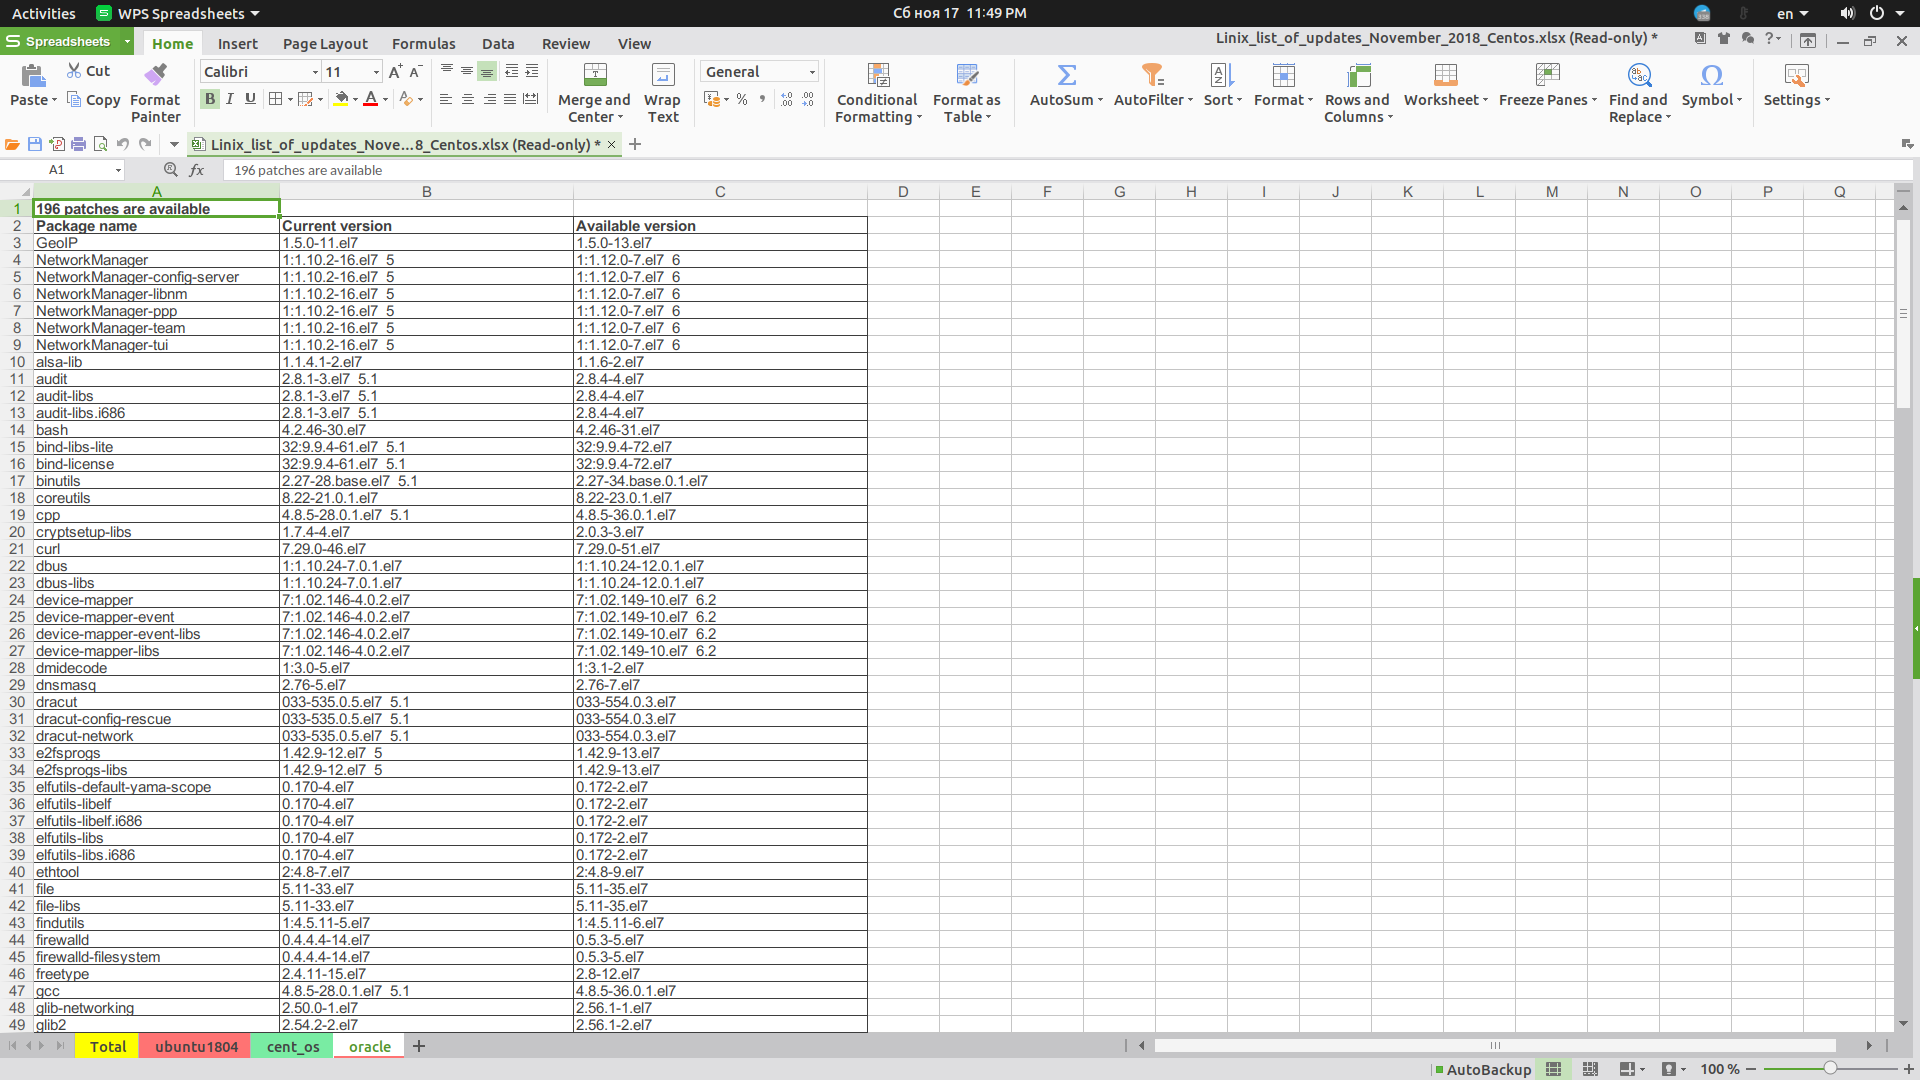 Activities WPS Spreadsheets Сб ноя 17 11:49 PM en
Spreadsheets Home Insert Page Layout Formulas Data Review View Linix_list_of_updates_November_2018_Centos.xlsx (Read-only) *
Paste Cut Copy Format Painter Calibri 11 B I U Merge and Center Wrap Text General Conditional Formatting Format as Table AutoSum AutoFilter Sort Format Rows and Columns Worksheet Freeze Panes Find and Replace Symbol Settings
Linix_list_of_updates_Nove...8_Centos.xlsx (Read-only) *
A1 fx 196 patches are available
A B C D E F G H I J K L M N O P Q
1 196 patches are available
2 Package name Current version Available version
3 GeoIP 1.5.0-11.el7 1.5.0-13.el7
4 NetworkManager 1:1.10.2-16.el7_5 1:1.12.0-7.el7_6
5 NetworkManager-config-server 1:1.10.2-16.el7_5 1:1.12.0-7.el7_6
6 NetworkManager-libnm 1:1.10.2-16.el7_5 1:1.12.0-7.el7_6
7 NetworkManager-ppp 1:1.10.2-16.el7_5 1:1.12.0-7.el7_6
8 NetworkManager-team 1:1.10.2-16.el7_5 1:1.12.0-7.el7_6
9 NetworkManager-tui 1:1.10.2-16.el7_5 1:1.12.0-7.el7_6
10 alsa-lib 1.1.4.1-2.el7 1.1.6-2.el7
11 audit 2.8.1-3.el7_5.1 2.8.4-4.el7
12 audit-libs 2.8.1-3.el7_5.1 2.8.4-4.el7
13 audit-libs.i686 2.8.1-3.el7_5.1 2.8.4-4.el7
14 bash 4.2.46-30.el7 4.2.46-31.el7
15 bind-libs-lite 32:9.9.4-61.el7_5.1 32:9.9.4-72.el7
16 bind-license 32:9.9.4-61.el7_5.1 32:9.9.4-72.el7
17 binutils 2.27-28.base.el7_5.1 2.27-34.base.0.1.el7
18 coreutils 8.22-21.0.1.el7 8.22-23.0.1.el7
19 cpp 4.8.5-28.0.1.el7_5.1 4.8.5-36.0.1.el7
20 cryptsetup-libs 1.7.4-4.el7 2.0.3-3.el7
21 curl 7.29.0-46.el7 7.29.0-51.el7
22 dbus 1:1.10.24-7.0.1.el7 1:1.10.24-12.0.1.el7
23 dbus-libs 1:1.10.24-7.0.1.el7 1:1.10.24-12.0.1.el7
24 device-mapper 7:1.02.146-4.0.2.el7 7:1.02.149-10.el7_6.2
25 device-mapper-event 7:1.02.146-4.0.2.el7 7:1.02.149-10.el7_6.2
26 device-mapper-event-libs 7:1.02.146-4.0.2.el7 7:1.02.149-10.el7_6.2
27 device-mapper-libs 7:1.02.146-4.0.2.el7 7:1.02.149-10.el7_6.2
28 dmidecode 1:3.0-5.el7 1:3.1-2.el7
29 dnsmasq 2.76-5.el7 2.76-7.el7
30 dracut 033-535.0.5.el7_5.1 033-554.0.3.el7
31 dracut-config-rescue 033-535.0.5.el7_5.1 033-554.0.3.el7
32 dracut-network 033-535.0.5.el7_5.1 033-554.0.3.el7
33 e2fsprogs 1.42.9-12.el7_5 1.42.9-13.el7
34 e2fsprogs-libs 1.42.9-12.el7_5 1.42.9-13.el7
35 elfutils-default-yama-scope 0.170-4.el7 0.172-2.el7
36 elfutils-libelf 0.170-4.el7 0.172-2.el7
37 elfutils-libelf.i686 0.170-4.el7 0.172-2.el7
38 elfutils-libs 0.170-4.el7 0.172-2.el7
39 elfutils-libs.i686 0.170-4.el7 0.172-2.el7
40 ethtool 2:4.8-7.el7 2:4.8-9.el7
41 file 5.11-33.el7 5.11-35.el7
42 file-libs 5.11-33.el7 5.11-35.el7
43 findutils 1:4.5.11-5.el7 1:4.5.11-6.el7
44 firewalld 0.4.4.4-14.el7 0.5.3-5.el7
45 firewalld-filesystem 0.4.4.4-14.el7 0.5.3-5.el7
46 freetype 2.4.11-15.el7 2.8-12.el7
47 gcc 4.8.5-28.0.1.el7_5.1 4.8.5-36.0.1.el7
48 glib-networking 2.50.0-1.el7 2.56.1-1.el7
49 glib2 2.54.2-2.el7 2.56.1-2.el7
Total ubuntu1804 cent_os oracle
AutoBackup 100 %